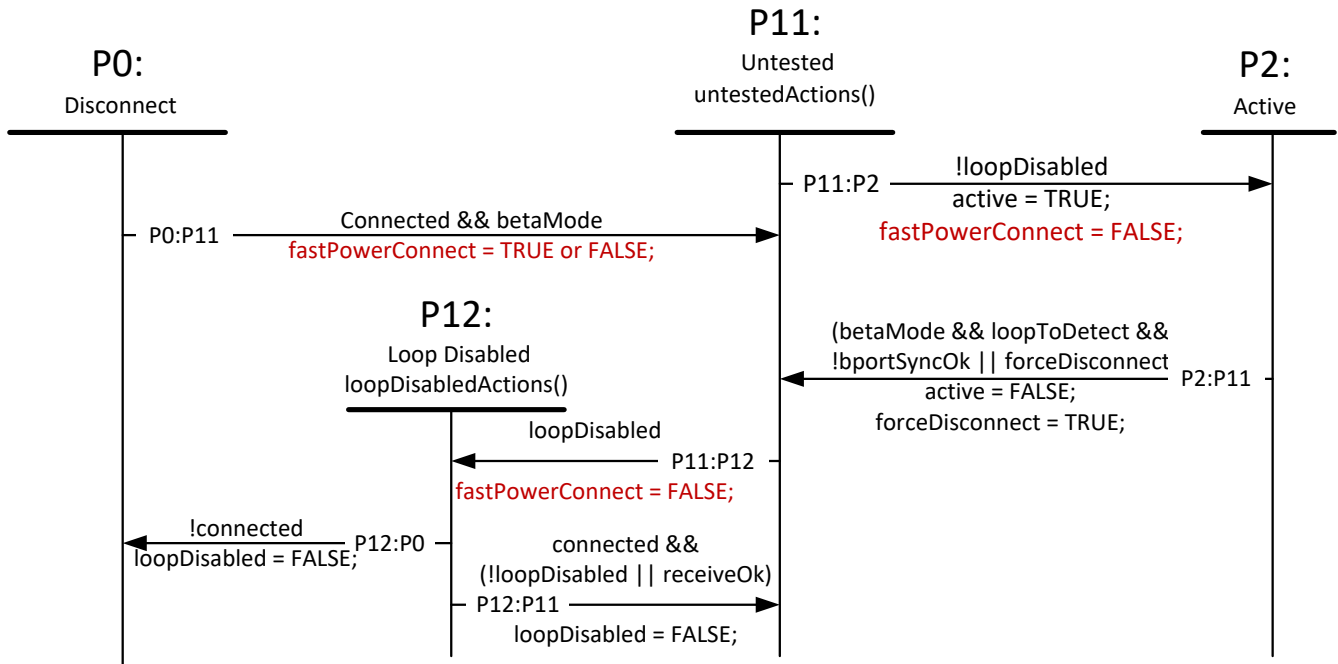 P0:
Disconnect
P11:
Untested
untestedActions()
P2:
Active
!loopDisabled
P11:P2
active = TRUE;
fastPowerConnect = FALSE;
Connected && betaMode
P0:P11
fastPowerConnect = TRUE or FALSE;
P12:
Loop Disabled
loopDisabledActions()
(betaMode && loopToDetect &&
!bportSyncOk || forceDisconnect
P2:P11
active = FALSE;
forceDisconnect = TRUE;
loopDisabled
P11:P12
fastPowerConnect = FALSE;
!connected
P12:P0
loopDisabled = FALSE;
connected &&
(!loopDisabled || receiveOk)
P12:P11
loopDisabled = FALSE;